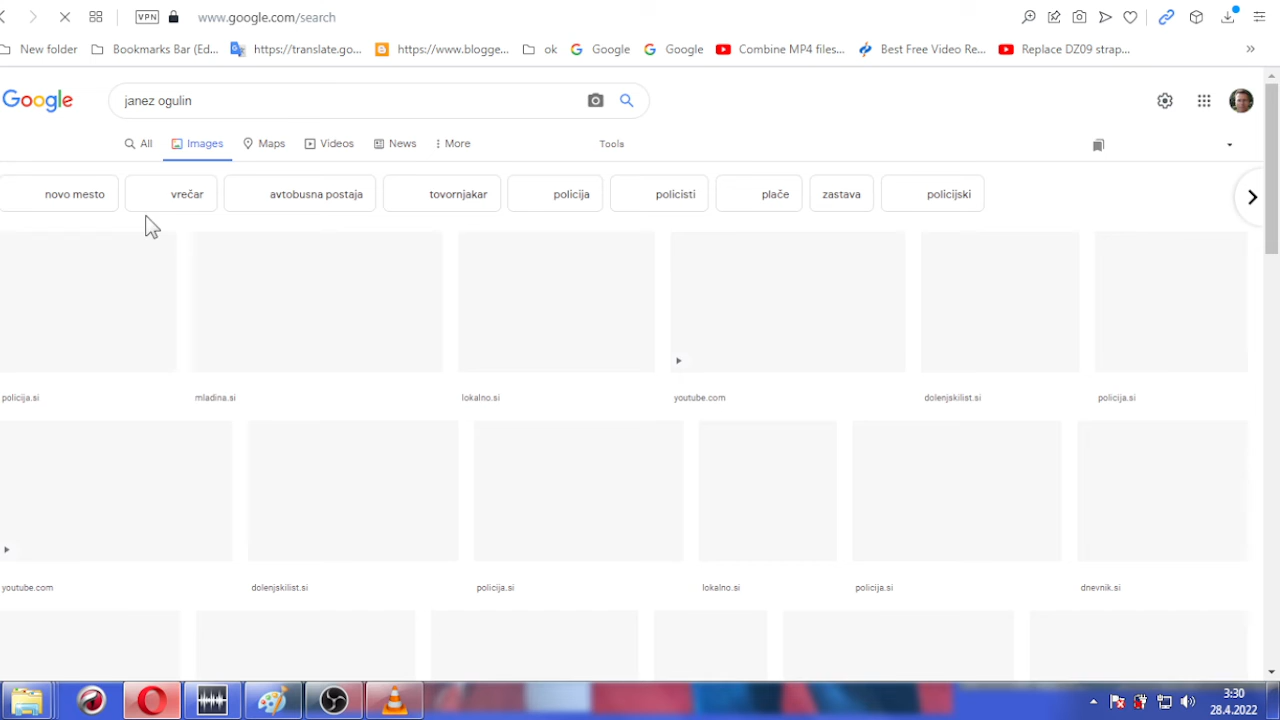 VPN www.google.com/search
New folder Bookmarks Bar (Ed... https://translate.go... https://www.blogge... ok Google Google Combine MP4 files... Best Free Video Re... Replace DZ09 strap... »
Google janez ogulin
All Images Maps Videos News More Tools
novo mesto vrečar avtobusna postaja tovornjakar policija policisti plače zastava policijski
policija.si mladina.si lokalno.si youtube.com dolenjskilist.si policija.si
youtube.com dolenjskilist.si policija.si lokalno.si policija.si dnevnik.si
3:30
28.4.2022